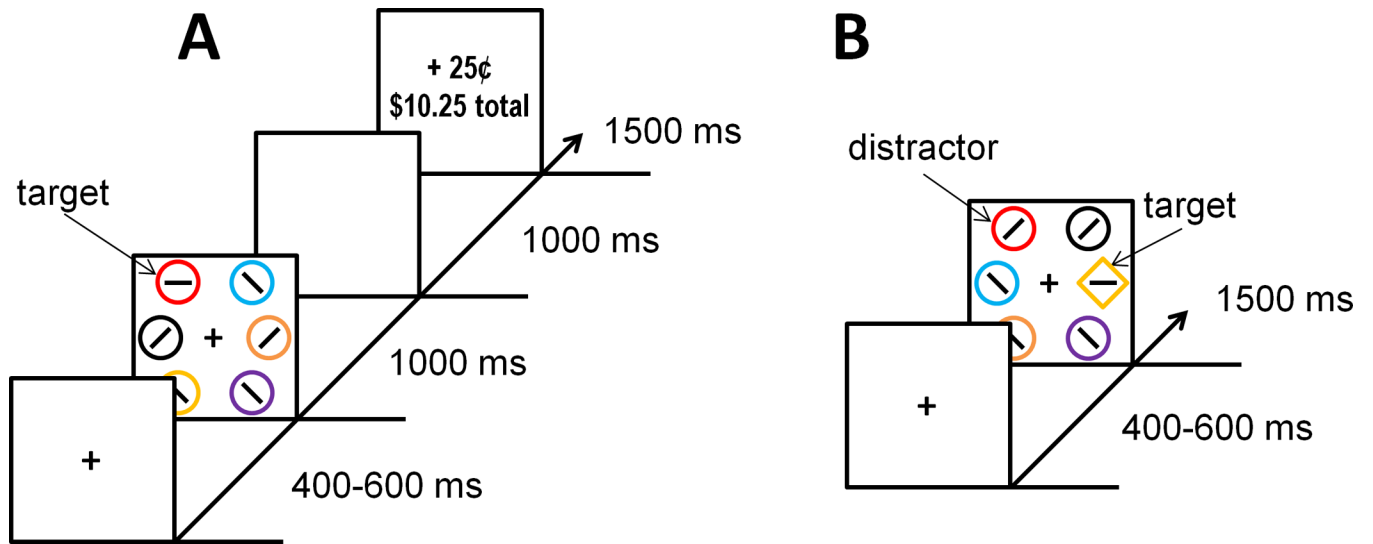 A
+ 25¢
$10.25 total
1500 ms
target
1000 ms
+
1000 ms
+
400-600 ms
B
distractor
target
+
1500 ms
+
400-600 ms